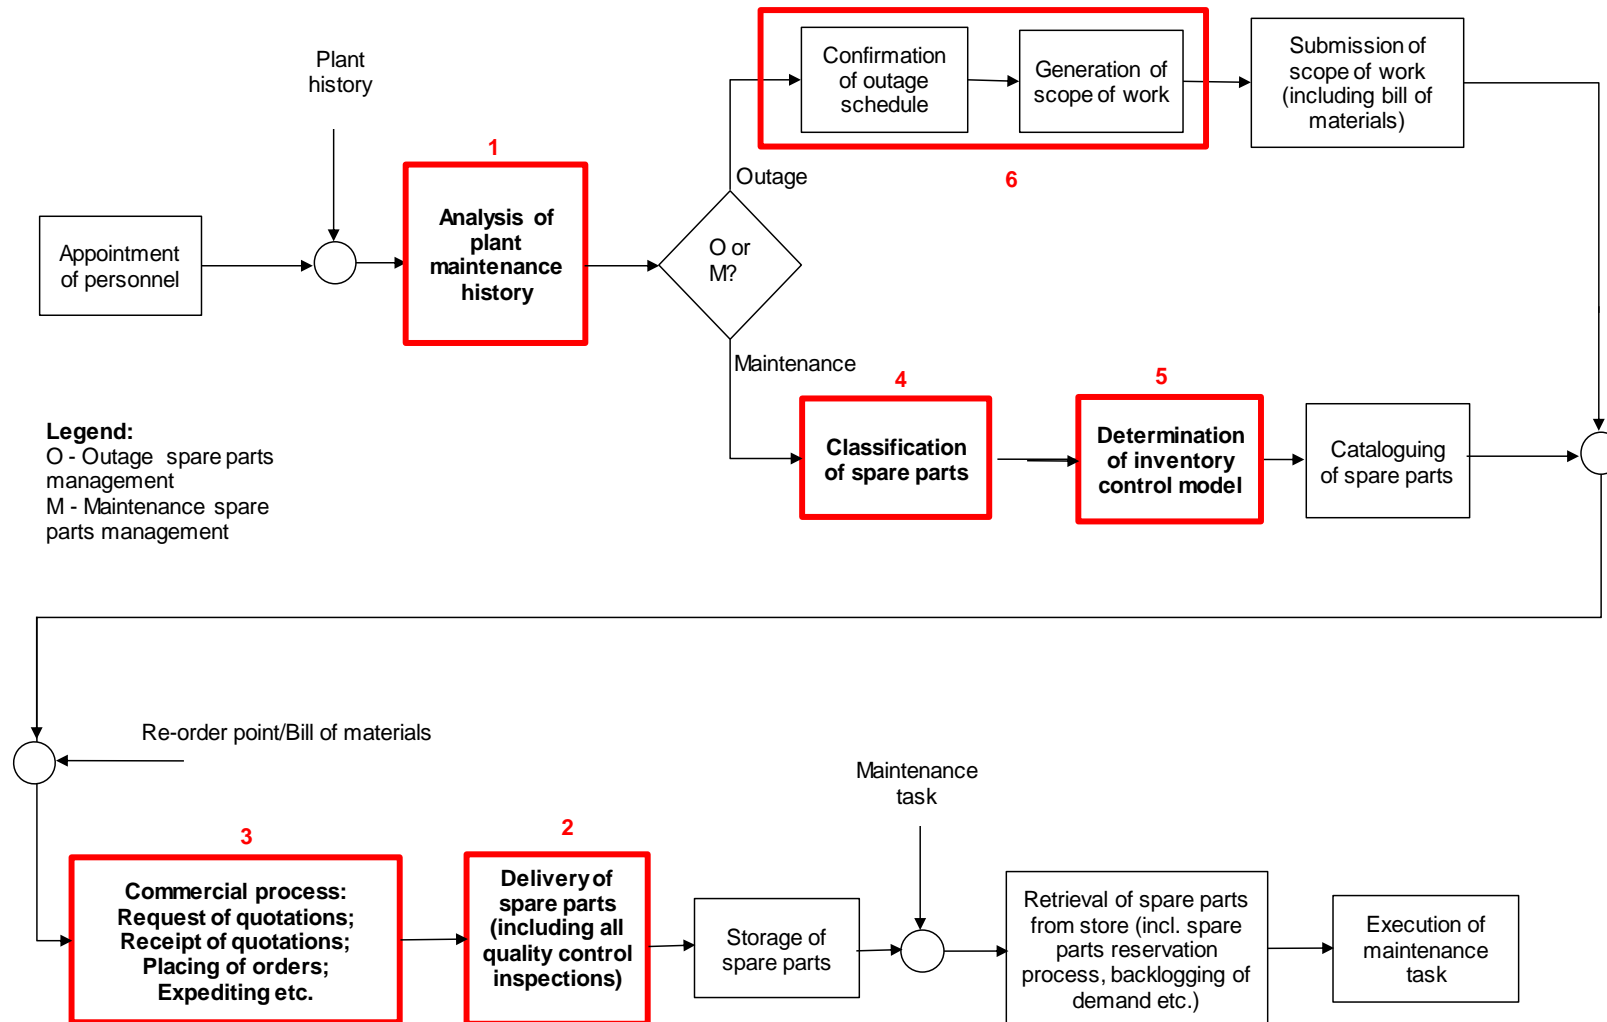 Plant
history
Confirmation
of outage
schedule
Generation of
scope of work
Submission of
scope of work
(including bill of
materials)
1
6
Outage
Appointment
of personnel
Analysis of
plant
maintenance
history
O or
M?
Maintenance
4
5
Legend:
O - Outage spare parts
management
M - Maintenance spare
parts management
Classification
of spare parts
Determination
of inventory
control model
Cataloguing
of spare parts
Re-order point/Bill of materials
Maintenance
task
3
2
Commercial process:
Request of quotations;
Receipt of quotations;
Placing of orders;
Expediting etc.
Delivery of
spare parts
(including all
quality control
inspections)
Storage of
spare parts
Retrieval of spare parts
from store (incl. spare
parts reservation
process, backlogging of
demand etc.)
Execution of
maintenance
task